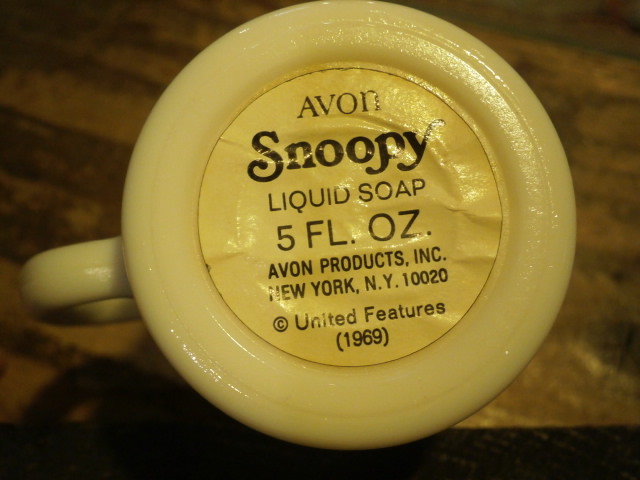 AVON
Snoopy
LIQUID SOAP
5 FL. OZ.
AVON PRODUCTS, INC.
NEW YORK, N.Y. 10020
© United Features
(1969)